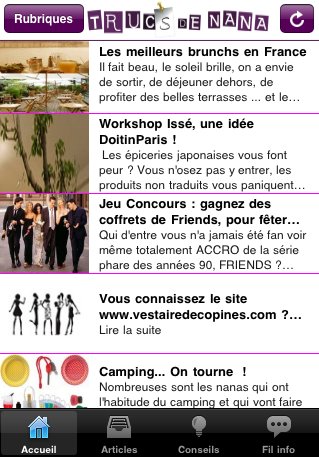 Rubriques
TRUCS DE NANA
Les meilleurs brunchs en France
Il fait beau, le soleil brille, on a envie
de sortir, de déjeuner dehors, de
profiter des belles terrasses ... et le…
Workshop Issé, une idée
DoitinParis !
Les épiceries japonaises vous font
peur ? Vous n'osez pas y entrer, les
produits non traduits vous paniquent…
Jeu Concours : gagnez des
coffrets de Friends, pour fêter…
Qui d'entre vous n'a jamais été fan voir
même totalement ACCRO de la série
phare des années 90, FRIENDS ?…
Vous connaissez le site
www.vestairedecopines.com ?…
Lire la suite
Camping... On tourne !
Nombreuses sont les nanas qui ont
l'habitude du camping et qui vont faire
Accueil
Articles
Conseils
Fil info